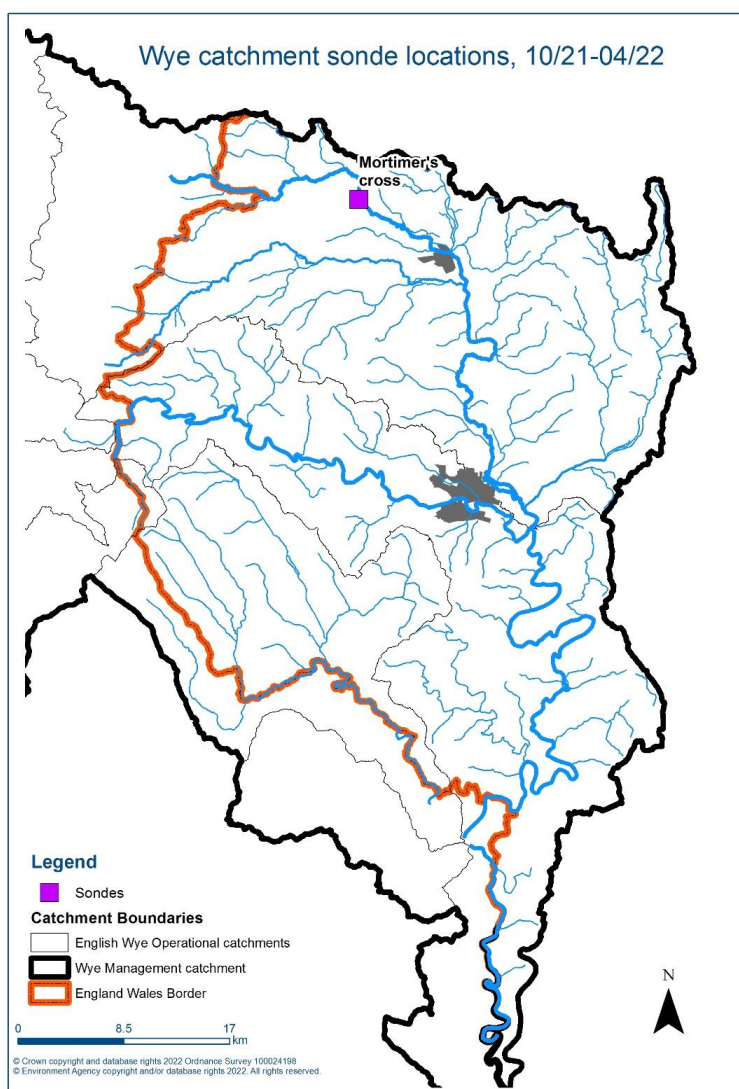 Wye catchment sonde locations, 10/21-04/22
Mortimer's
cross
Legend
Sondes
Catchment Boundaries
English Wye Operational catchments
Wye Management catchment
England Wales Border
N
0 8.5 17
km
© Crown copyright and database rights 2022 Ordnance Survey 100024198
© Environment Agency copyright and/or database rights 2022. All rights reserved.